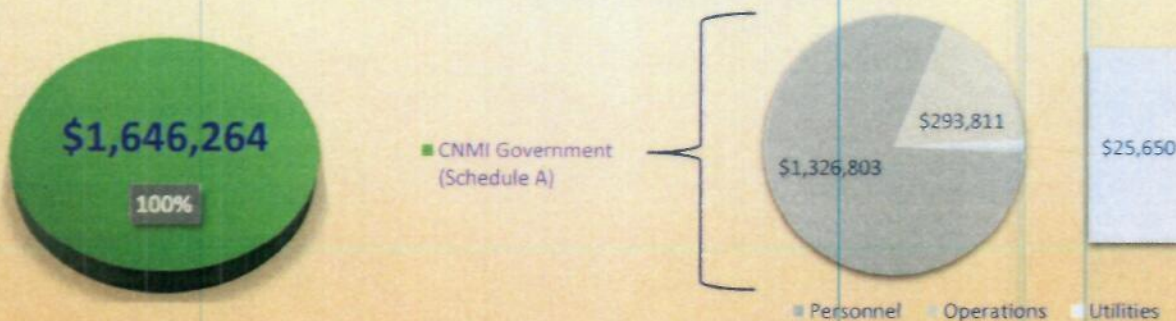 $1,646,264
100%
CNMI Government
(Schedule A)
$293,811
$1,326,803
$25,650
Personnel Operations Utilities